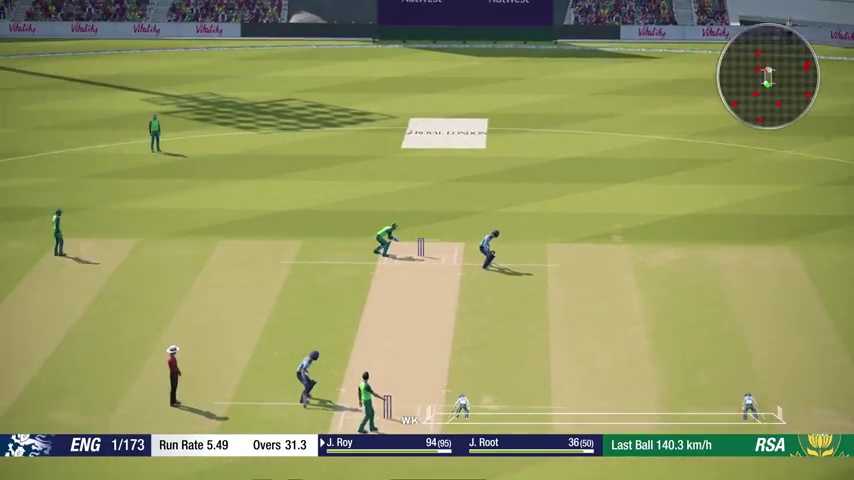 NatWest NatWest
Vitality Vitality Vitality Vitality Vitality Vitality Vitality
ROYAL LONDON
WK
ENG 1/173 Run Rate 5.49 Overs 31.3 J. Roy 94(95) J. Root 36(50) Last Ball 140.3 km/h RSA